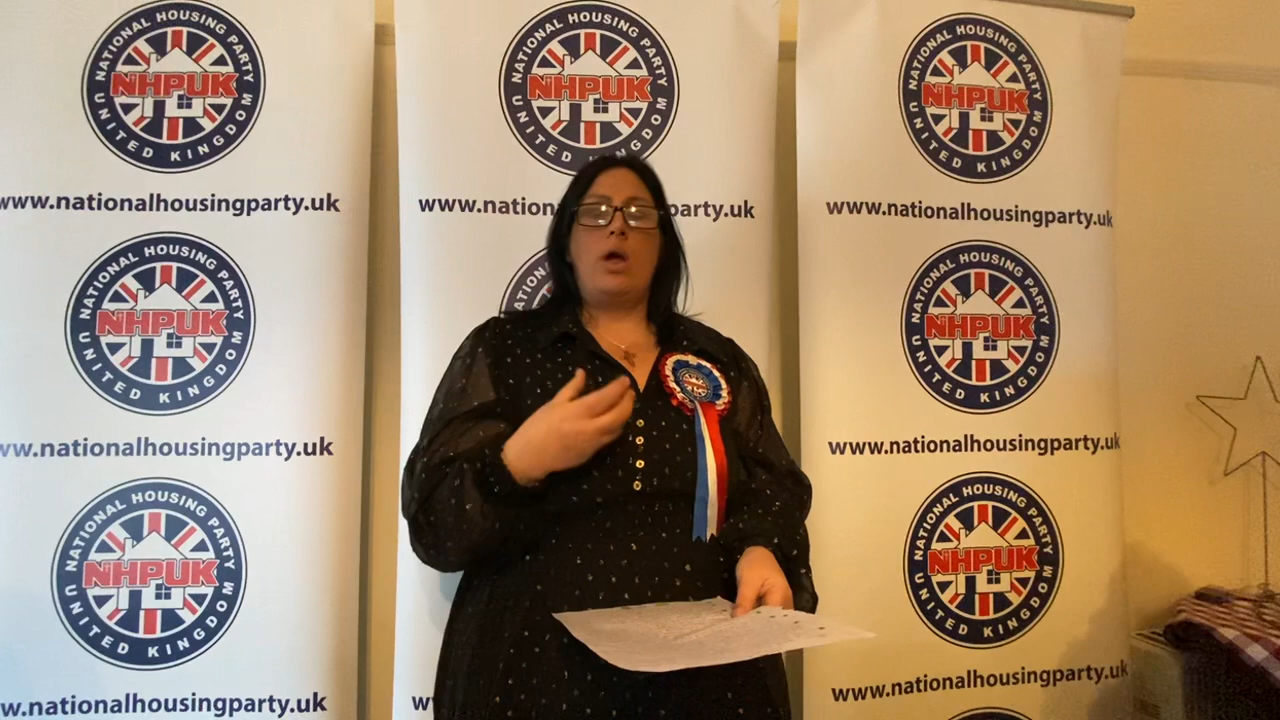 NATIONAL HOUSING PARTY
NHPUK
UNITED KINGDOM
www.nationalhousingparty.uk
NATIONAL HOUSING PARTY
NHPUK
UNITED KINGDOM
ww.nationalhousingparty.uk
NATIONAL HOUSING PARTY
NHPUK
UNITED KINGDOM
w.nationalhousingparty.uk
NATIONAL HOUSING PARTY
NHPUK
UNITED KINGDOM
www.nation party.uk
NATIONAL
NATIONAL HOUSING PARTY
NHPUK
UNITED KINGDOM
www.nationalhousingparty.uk
NATIONAL HOUSING PARTY
NHPUK
UNITED KINGDOM
www.nationalhousingparty.uk
NATIONAL HOUSING PARTY
NHPUK
UNITED KINGDOM
www.nationalhousingparty.uk